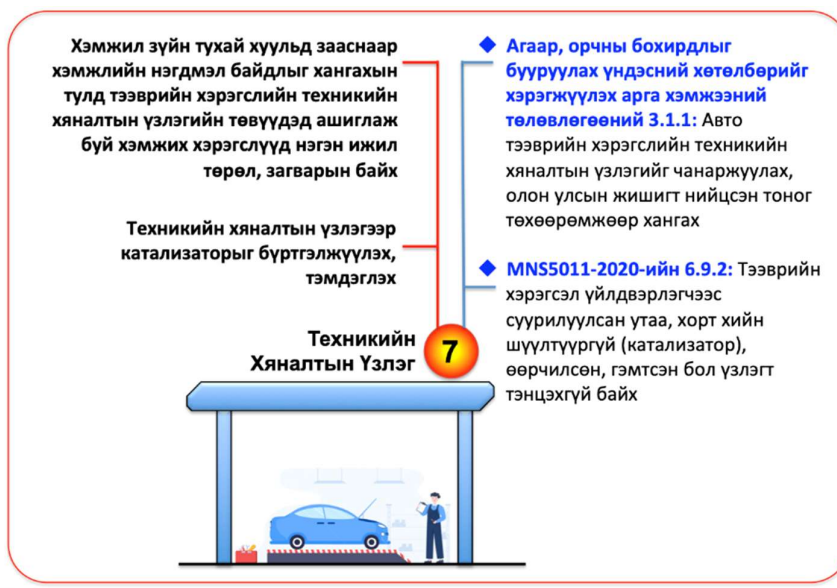 Хэмжил зүйн тухай хуульд зааснаар
хэмжлийн нэгдмэл байдлыг хангахын
тулд тээврийн хэрэгслийн техникийн
хяналтын үзлэгийн төвүүдэд ашиглаж
буй хэмжих хэрэгслүүд нэгэн ижил
төрөл, загварын байх
Техникийн хяналтын үзлэгээр
катализаторыг бүртгэлжүүлэх,
тэмдэглэх
Агаар, орчны бохирдлыг
бууруулах үндэсний хөтөлбөрийг
хэрэгжүүлэх арга хэмжээний
төлөвлөгөөний 3.1.1: Авто
тээврийн хэрэгслийн техникийн
хяналтын үзлэгийг чанаржуулах,
олон улсын жишигт нийцсэн тоног
төхөөрөмжөөр хангах
MNS5011-2020-ийн 6.9.2: Тээврийн
хэрэгсэл үйлдвэрлэгчээс
суурилуулсан утаа, хорт хийн
шүүлтүүргүй (катализатор),
өөрчилсөн, гэмтсэн бол үзлэгт
тэнцэхгүй байх
Техникийн
Хяналтын Үзлэг
7